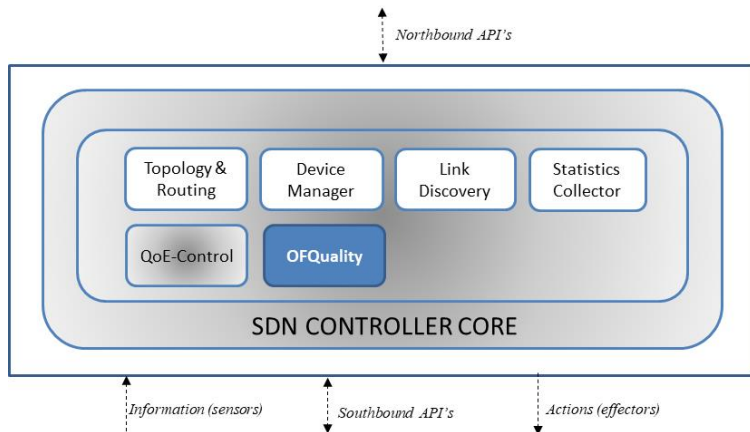 Northbound API's
Topology &
Routing
Device
Manager
Link
Discovery
Statistics
Collector
QoE-Control
OFQuality
SDN CONTROLLER CORE
Information (sensors)
Southbound API's
Actions (effectors)